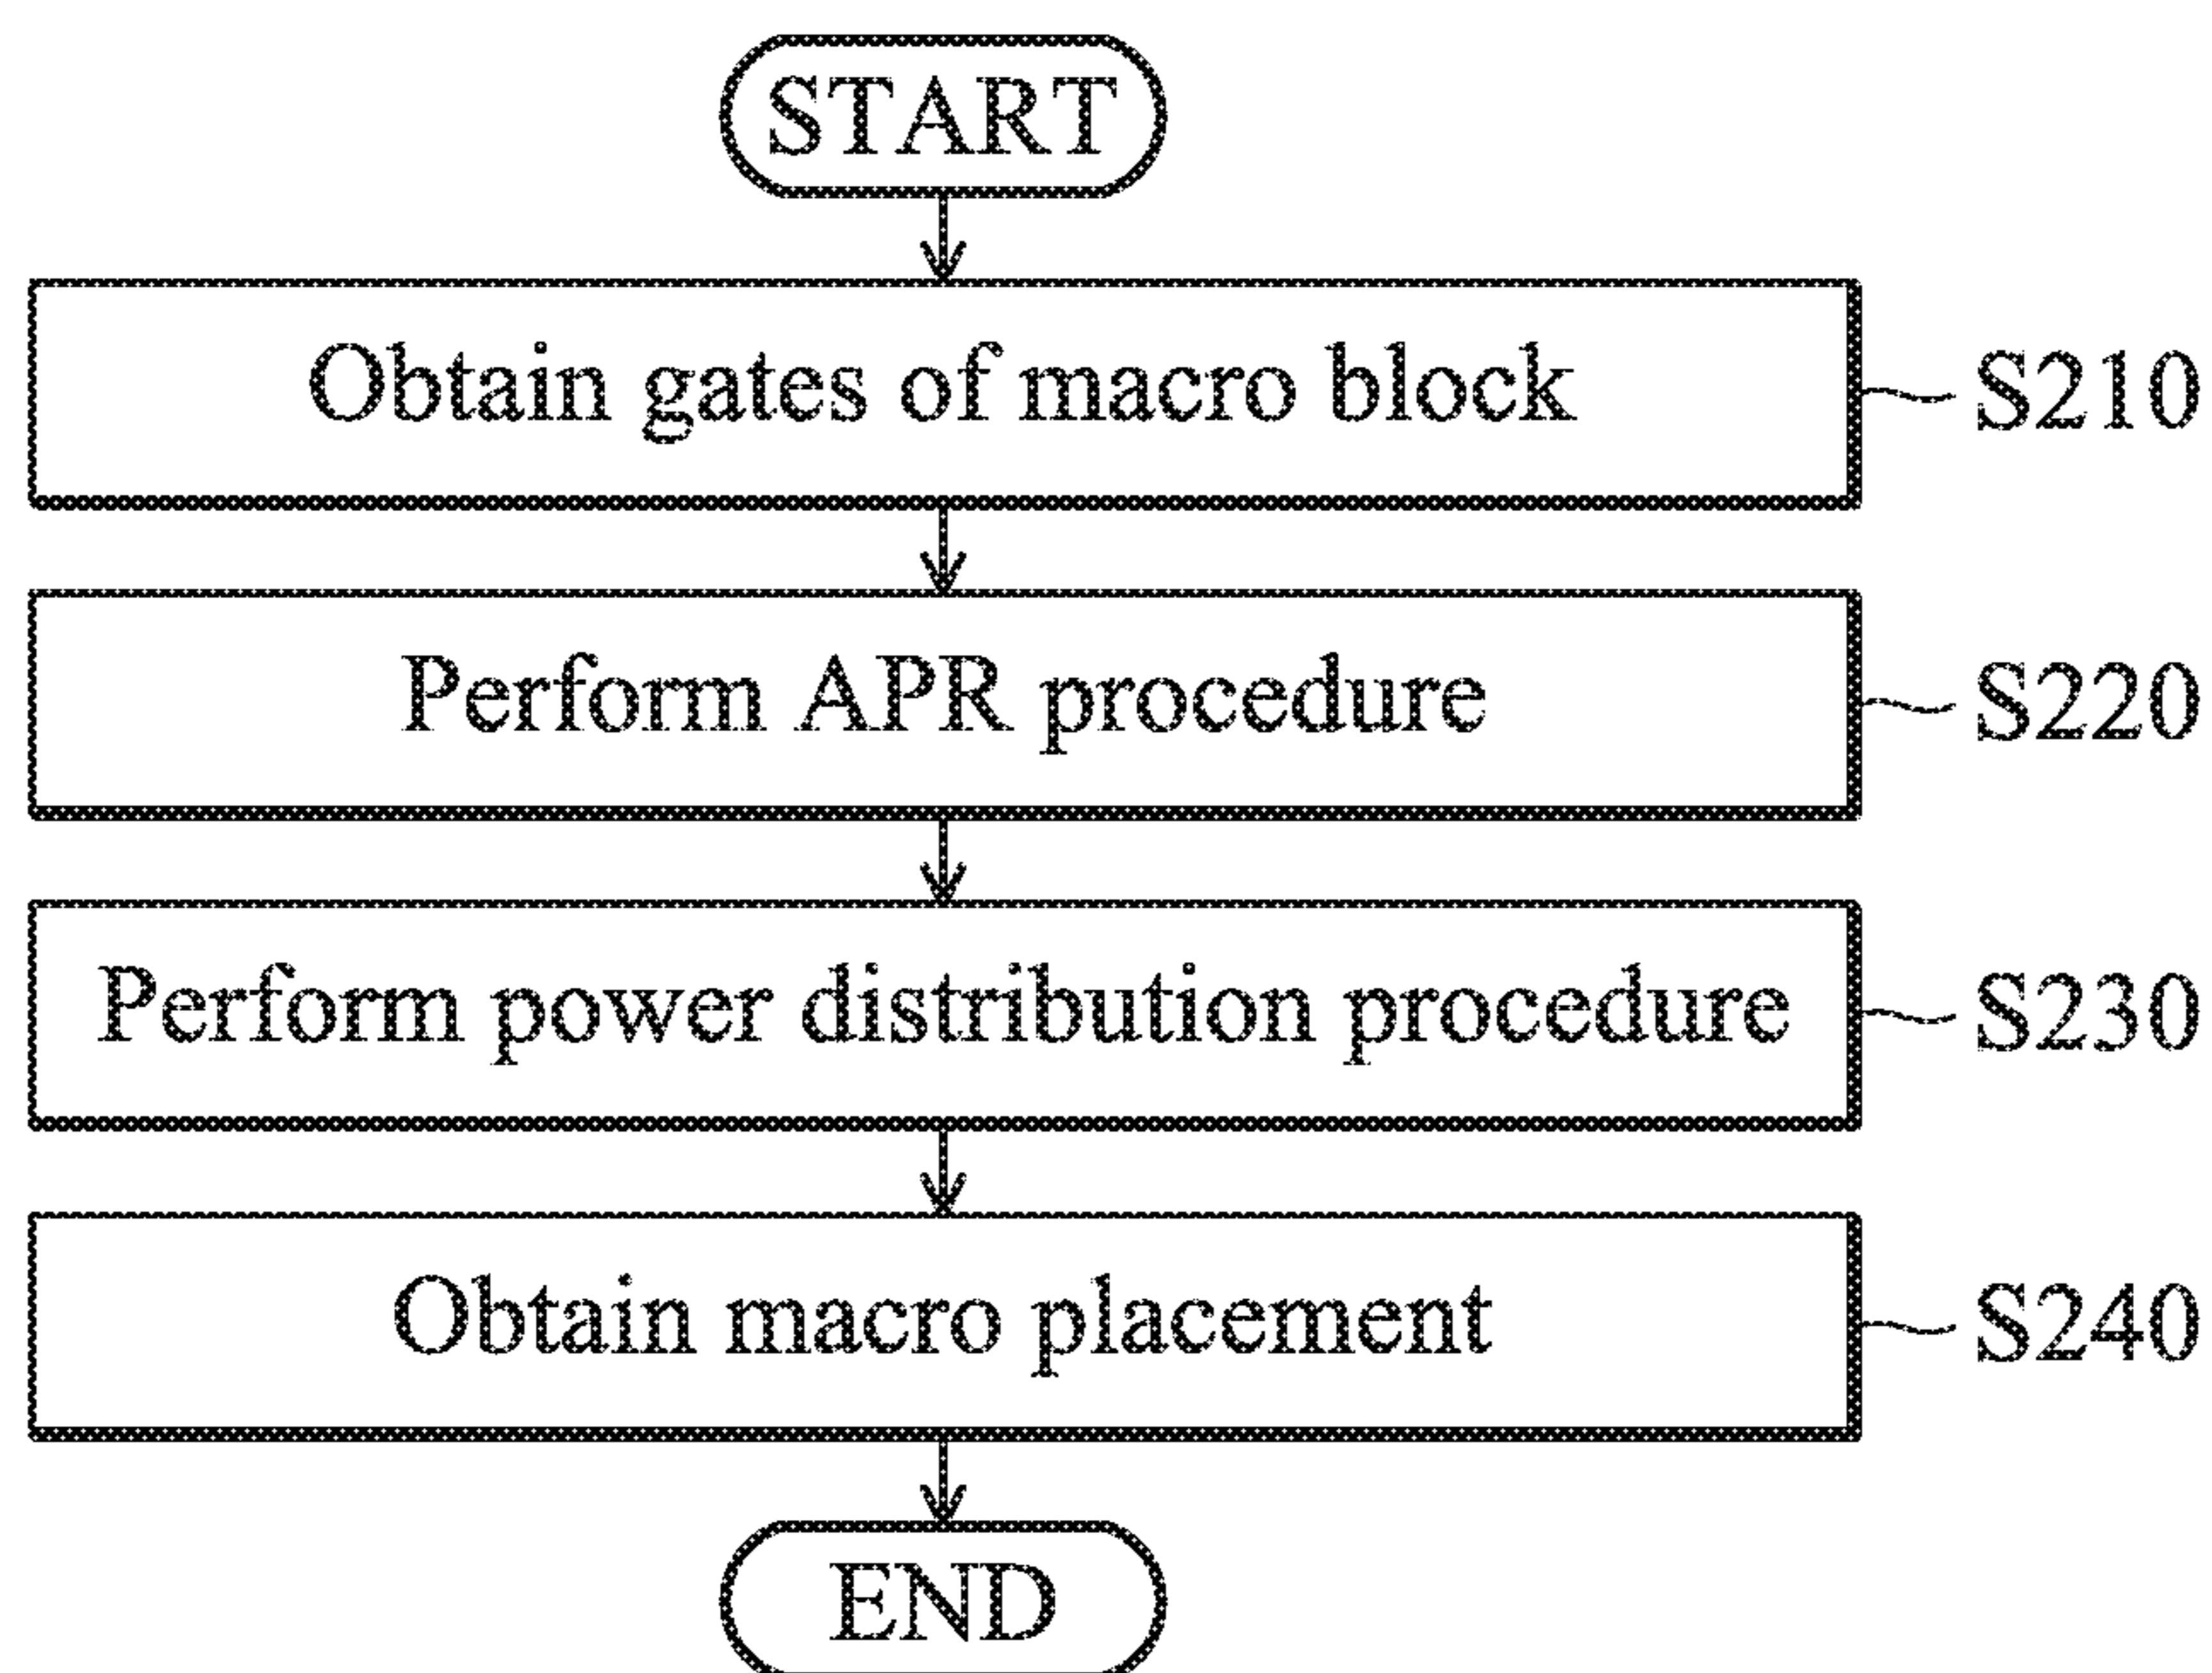 START
Obtain gates of macro block
S210
Perform APR procedure
S220
Perform power distribution procedure
S230
Obtain macro placement
S240
END